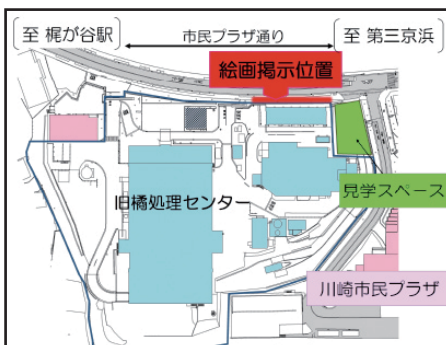 至 梶が谷駅
市民プラザ通り
至 第三京浜
絵画掲示位置
旧橘処理センター
見学スペース
川崎市民プラザ